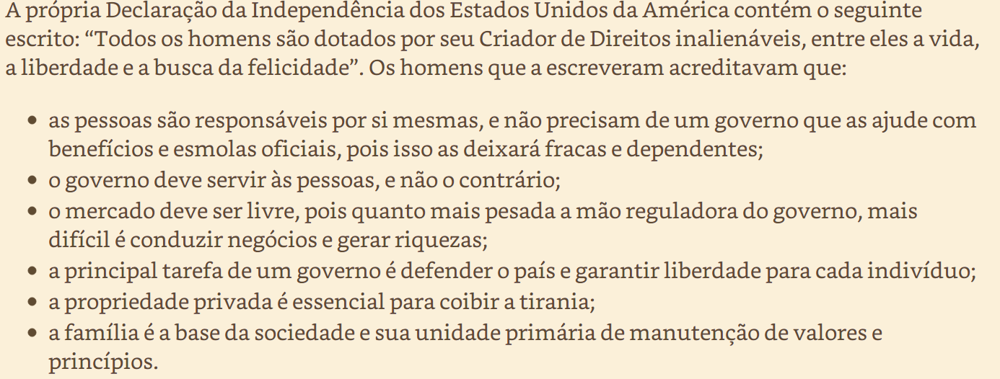 A própria Declaração da Independência dos Estados Unidos da América contém o seguinte
escrito: “Todos os homens são dotados por seu Criador de Direitos inalienáveis, entre eles a vida,
a liberdade e a busca da felicidade”. Os homens que a escreveram acreditavam que:
• as pessoas são responsáveis por si mesmas, e não precisam de um governo que as ajude com
benefícios e esmolas oficiais, pois isso as deixará fracas e dependentes;
• o governo deve servir às pessoas, e não o contrário;
• o mercado deve ser livre, pois quanto mais pesada a mão reguladora do governo, mais
difícil é conduzir negócios e gerar riquezas;
• a principal tarefa de um governo é defender o país e garantir liberdade para cada indivíduo;
• a propriedade privada é essencial para coibir a tirania;
• a família é a base da sociedade e sua unidade primária de manutenção de valores e
princípios.